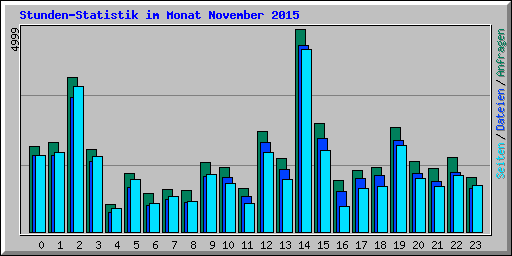 Stunden-Statistik im Monat November 2015
4999
Seiten/Dateien/Anfragen
0 1 2 3 4 5 6 7 8 9 10 11 12 13 14 15 16 17 18 19 20 21 22 23